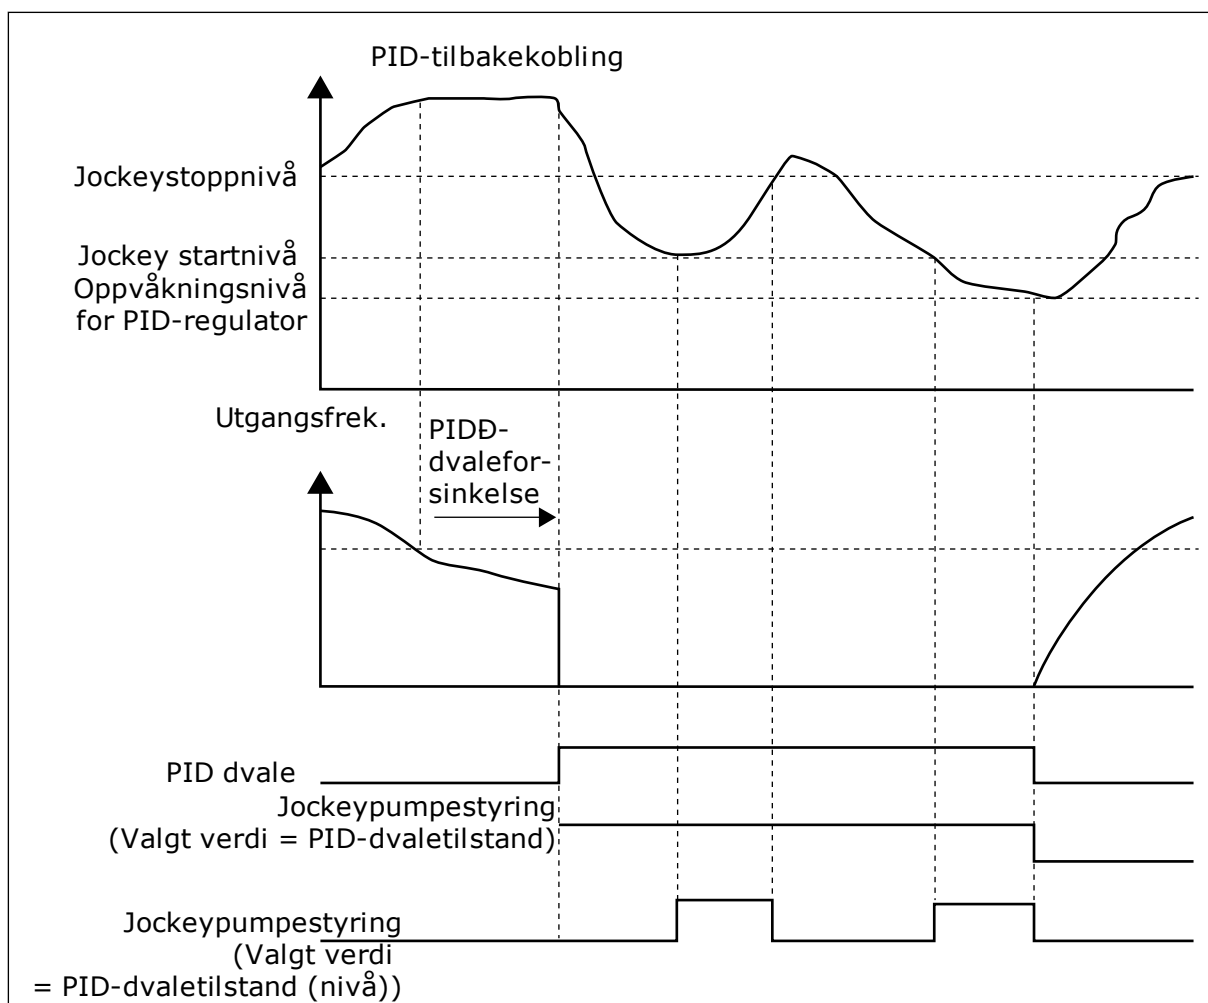 PID-tilbakekobling
Jockeystoppnivå
Jockey startnivå
Oppvåkningsnivå
for PID-regulator
Utgangsfrek.
PIDĐ-
dvalefor-
sinkelse
PID dvale
Jockeypumpestyring
(Valgt verdi = PID-dvaletilstand)
Jockeypumpestyring
(Valgt verdi
= PID-dvaletilstand (nivå))